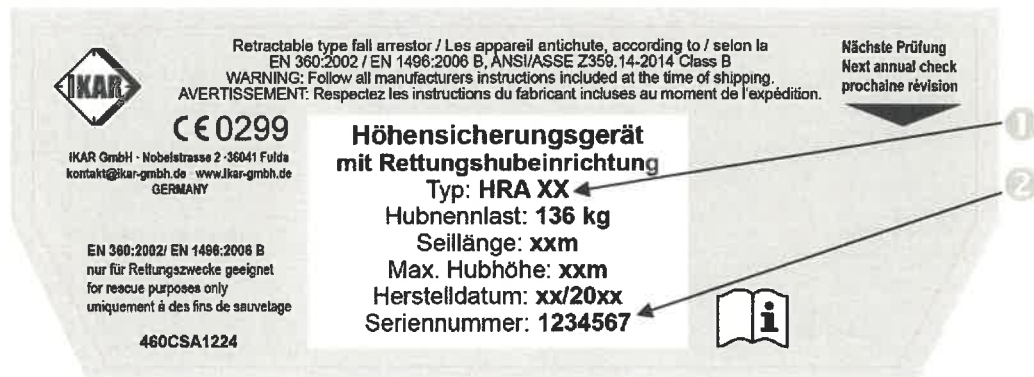 Retractable type fall arrestor / Les appareil antichute, according to / selon la
EN 360:2002 / EN 1496:2006 B, ANSI/ASSE Z359.14-2014 Class B
WARNING: Follow all manufacturers instructions included at the time of shipping.
AVERTISSEMENT: Respectez les instructions du fabricant incluses au moment de l'expédition.
Nächste Prüfung
Next annual check
prochaine révision
IKAR
CE 0299
IKAR GmbH · Nobelstrasse 2 · 36041 Fulda
kontakt@ikar-gmbh.de · www.ikar-gmbh.de
GERMANY
EN 360:2002/ EN 1496:2006 B
nur für Rettungszwecke geeignet
for rescue purposes only
uniquement à des fins de sauvetage
460CSA1224
Höhensicherungsgerät
mit Rettungshubeinrichtung
Typ: HRA XX
Hubnennlast: 136 kg
Seillänge: xxm
Max. Hubhöhe: xxm
Herstelldatum: xx/20xx
Seriennummer: 1234567
i
1
2